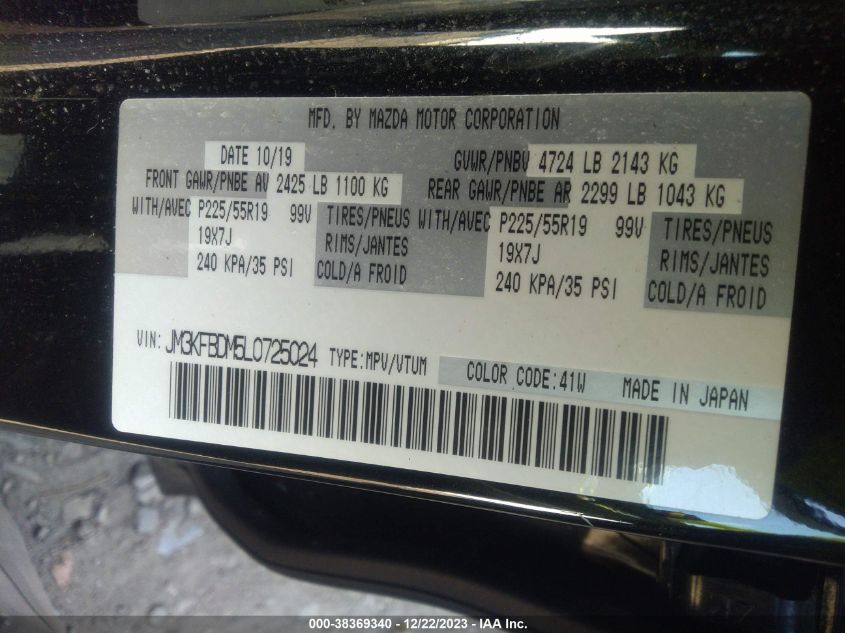 MFD. BY MAZDA MOTOR CORPORATION
DATE 10/19 GVWR/PNBV 4724 LB 2143 KG
FRONT GAWR/PNBE AV 2425 LB 1100 KG REAR GAWR/PNBE AR 2299 LB 1043 KG
WITH/AVEC P225/55R19 99V TIRES/PNEUS WITH/AVEC P225/55R19 99V TIRES/PNEUS
19X7J RIMS/JANTES 19X7J RIMS/JANTES
240 KPA/35 PSI COLD/A FROID 240 KPA/35 PSI COLD/A FROID
VIN: JM3KFBDM5L0725024 TYPE:MPV/VTUM COLOR CODE:41W MADE IN JAPAN
000-38369340 - 12/22/2023 - IAA Inc.